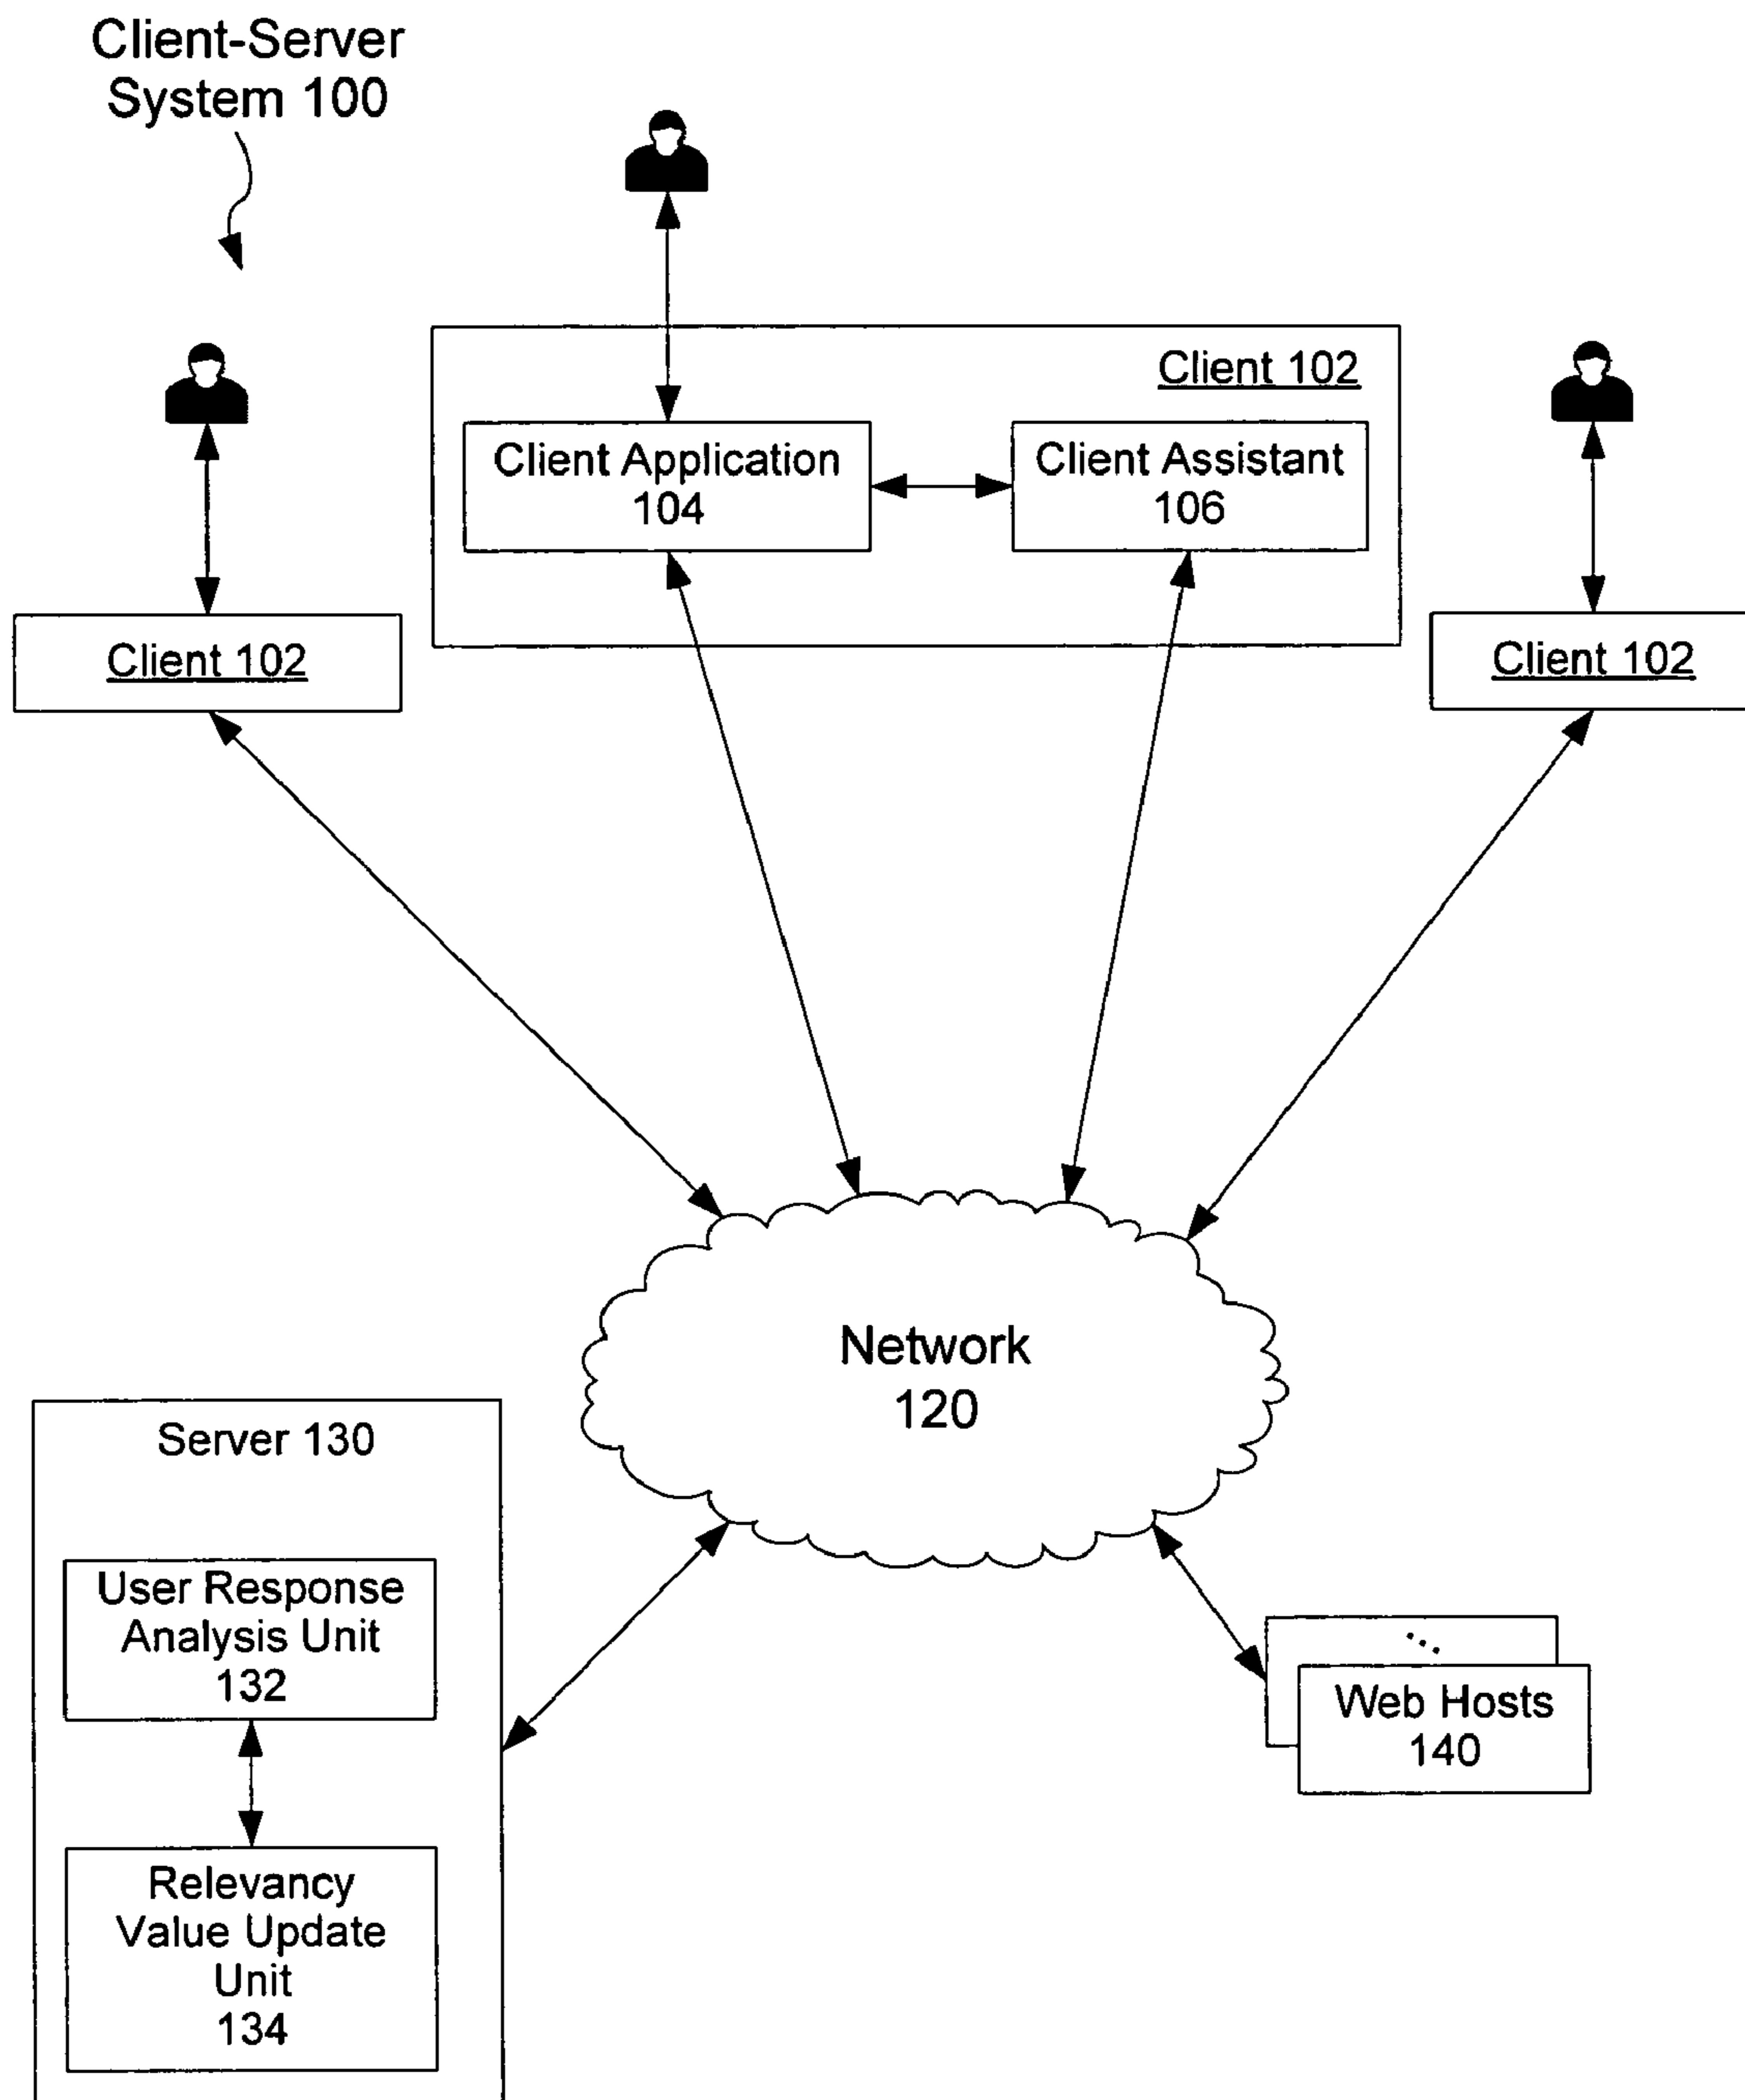 Client-Server
System 100
Client 102
Client Application
104
Client Assistant
106
Client 102
Client 102
Network
120
Server 130
User Response
Analysis Unit
132
Relevancy
Value Update
Unit
134
...
Web Hosts
140